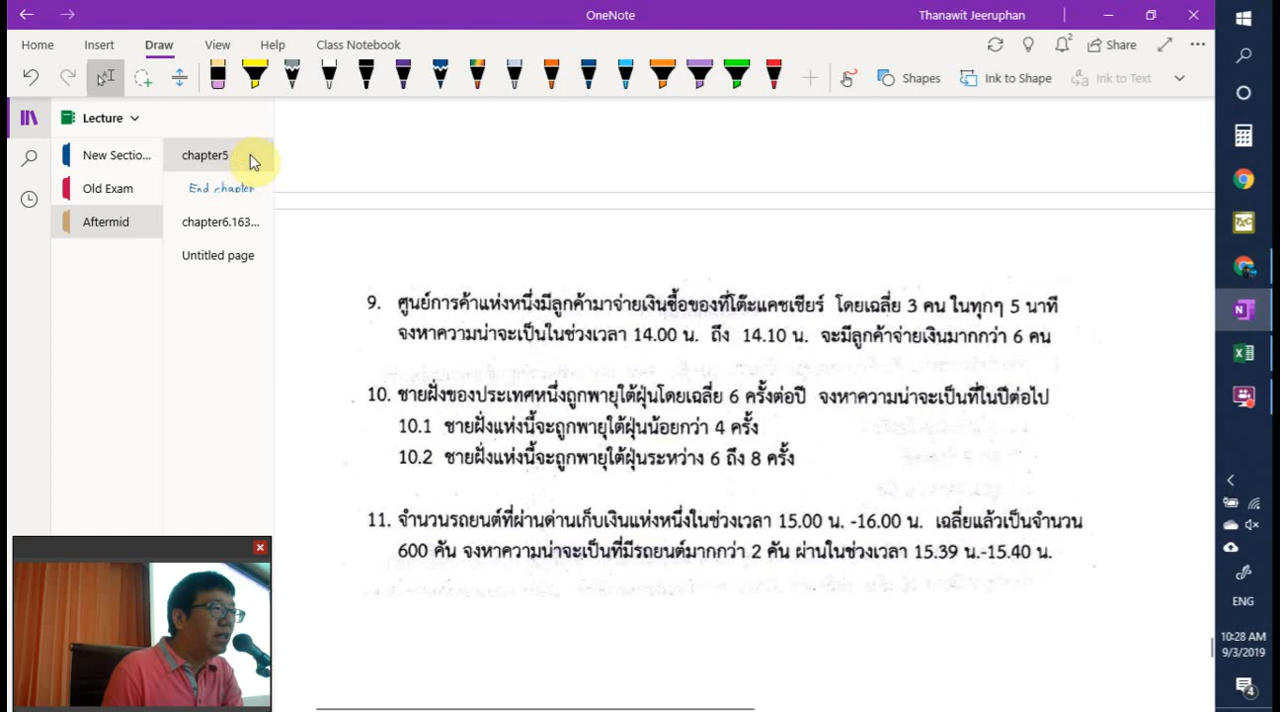 OneNote
Thanawit Jeeruphan
Home Insert Draw View Help Class Notebook
Share
Shapes
Ink to Shape
Ink to Text
Lecture
New Sectio...
Old Exam
Aftermid
chapter5
End chapter
chapter6.163...
Untitled page
9. ศูนย์การค้าแห่งหนึ่งมีลูกค้ามาจ่ายเงินซื้อของที่โต๊ะแคชเชียร์ โดยเฉลี่ย 3 คน ในทุกๆ 5 นาที
จงหาความน่าจะเป็นในช่วงเวลา 14.00 น. ถึง 14.10 น. จะมีลูกค้าจ่ายเงินมากกว่า 6 คน
10. ชายฝั่งของประเทศหนึ่งถูกพายุใต้ฝุ่นโดยเฉลี่ย 6 ครั้งต่อปี จงหาความน่าจะเป็นที่ในปีต่อไป
10.1 ชายฝั่งแห่งนี้จะถูกพายุใต้ฝุ่นน้อยกว่า 4 ครั้ง
10.2 ชายฝั่งแห่งนี้จะถูกพายุใต้ฝุ่นระหว่าง 6 ถึง 8 ครั้ง
11. จำนวนรถยนต์ที่ผ่านด่านเก็บเงินแห่งหนึ่งในช่วงเวลา 15.00 น. -16.00 น. เฉลี่ยแล้วเป็นจำนวน
600 คัน จงหาความน่าจะเป็นที่มีรถยนต์มากกว่า 2 คัน ผ่านในช่วงเวลา 15.39 น.-15.40 น.
ENG
10:28 AM
9/3/2019